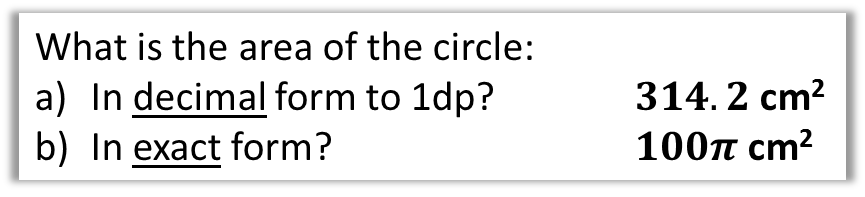 What is the area of the circle:
a) In decimal form to 1dp? 314.2 cm²
b) In exact form? 100π cm²